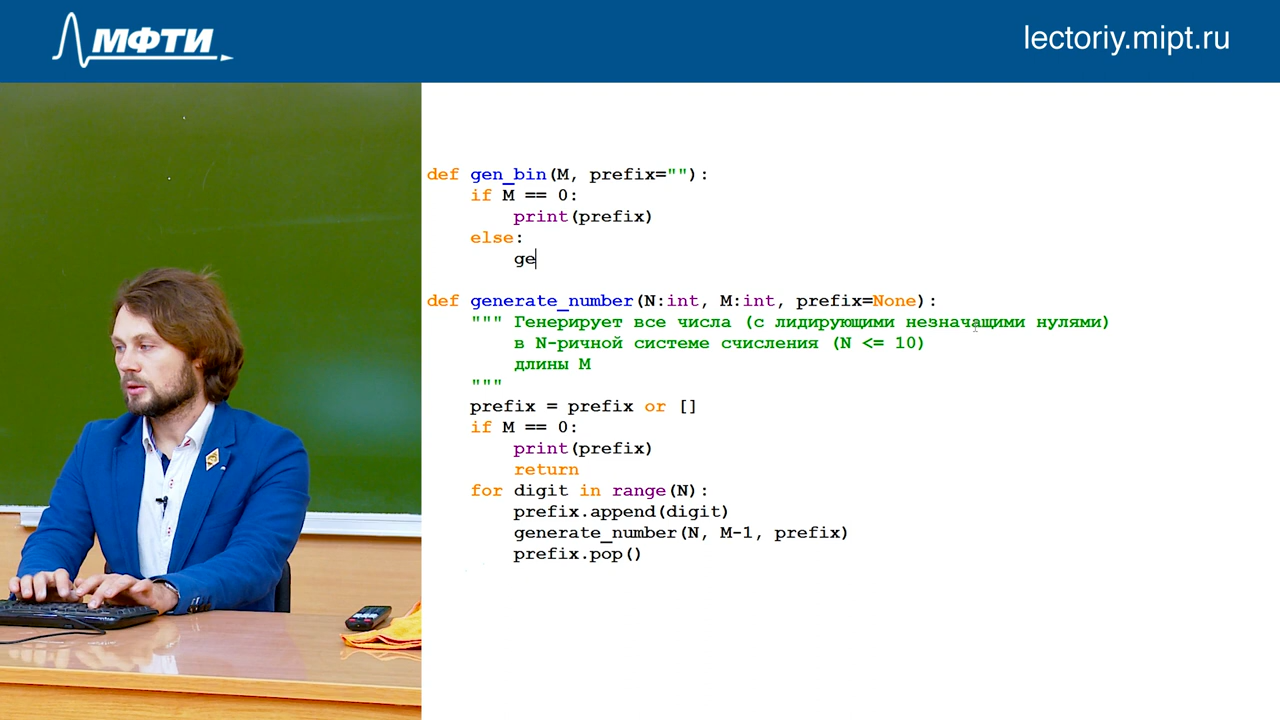 МФТИ
lectoriy.mipt.ru
def gen_bin(M, prefix=""):
    if M == 0:
        print(prefix)
    else:
        ge
def generate_number(N:int, M:int, prefix=None):
    """ Генерирует все числа (с лидирующими незначащими нулями)
        в N-ричной системе счисления (N <= 10)
        длины M
    """
    prefix = prefix or []
    if M == 0:
        print(prefix)
        return
    for digit in range(N):
        prefix.append(digit)
        generate_number(N, M-1, prefix)
        prefix.pop()